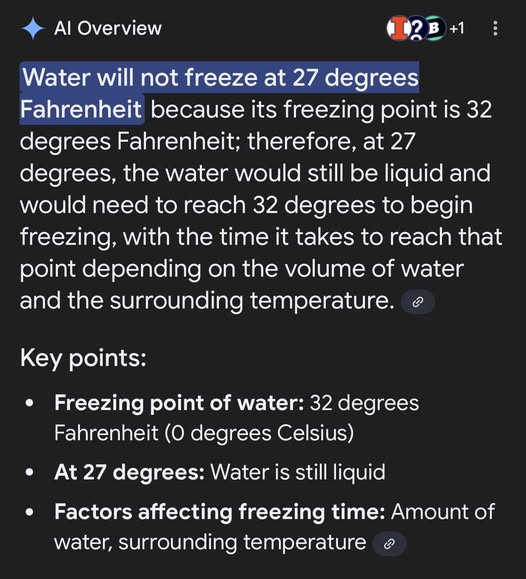 AI Overview
+1
Water will not freeze at 27 degrees
Fahrenheit because its freezing point is 32
degrees Fahrenheit; therefore, at 27
degrees, the water would still be liquid and
would need to reach 32 degrees to begin
freezing, with the time it takes to reach that
point depending on the volume of water
and the surrounding temperature.
Key points:
• Freezing point of water: 32 degrees
Fahrenheit (0 degrees Celsius)
• At 27 degrees: Water is still liquid
• Factors affecting freezing time: Amount of
water, surrounding temperature